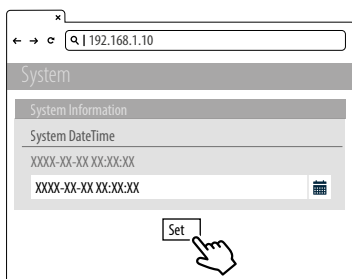 192.168.1.10
System
System Information
System DateTime
XXXX-XX-XX XX:XX:XX
XXXX-XX-XX XX:XX:XX
Set